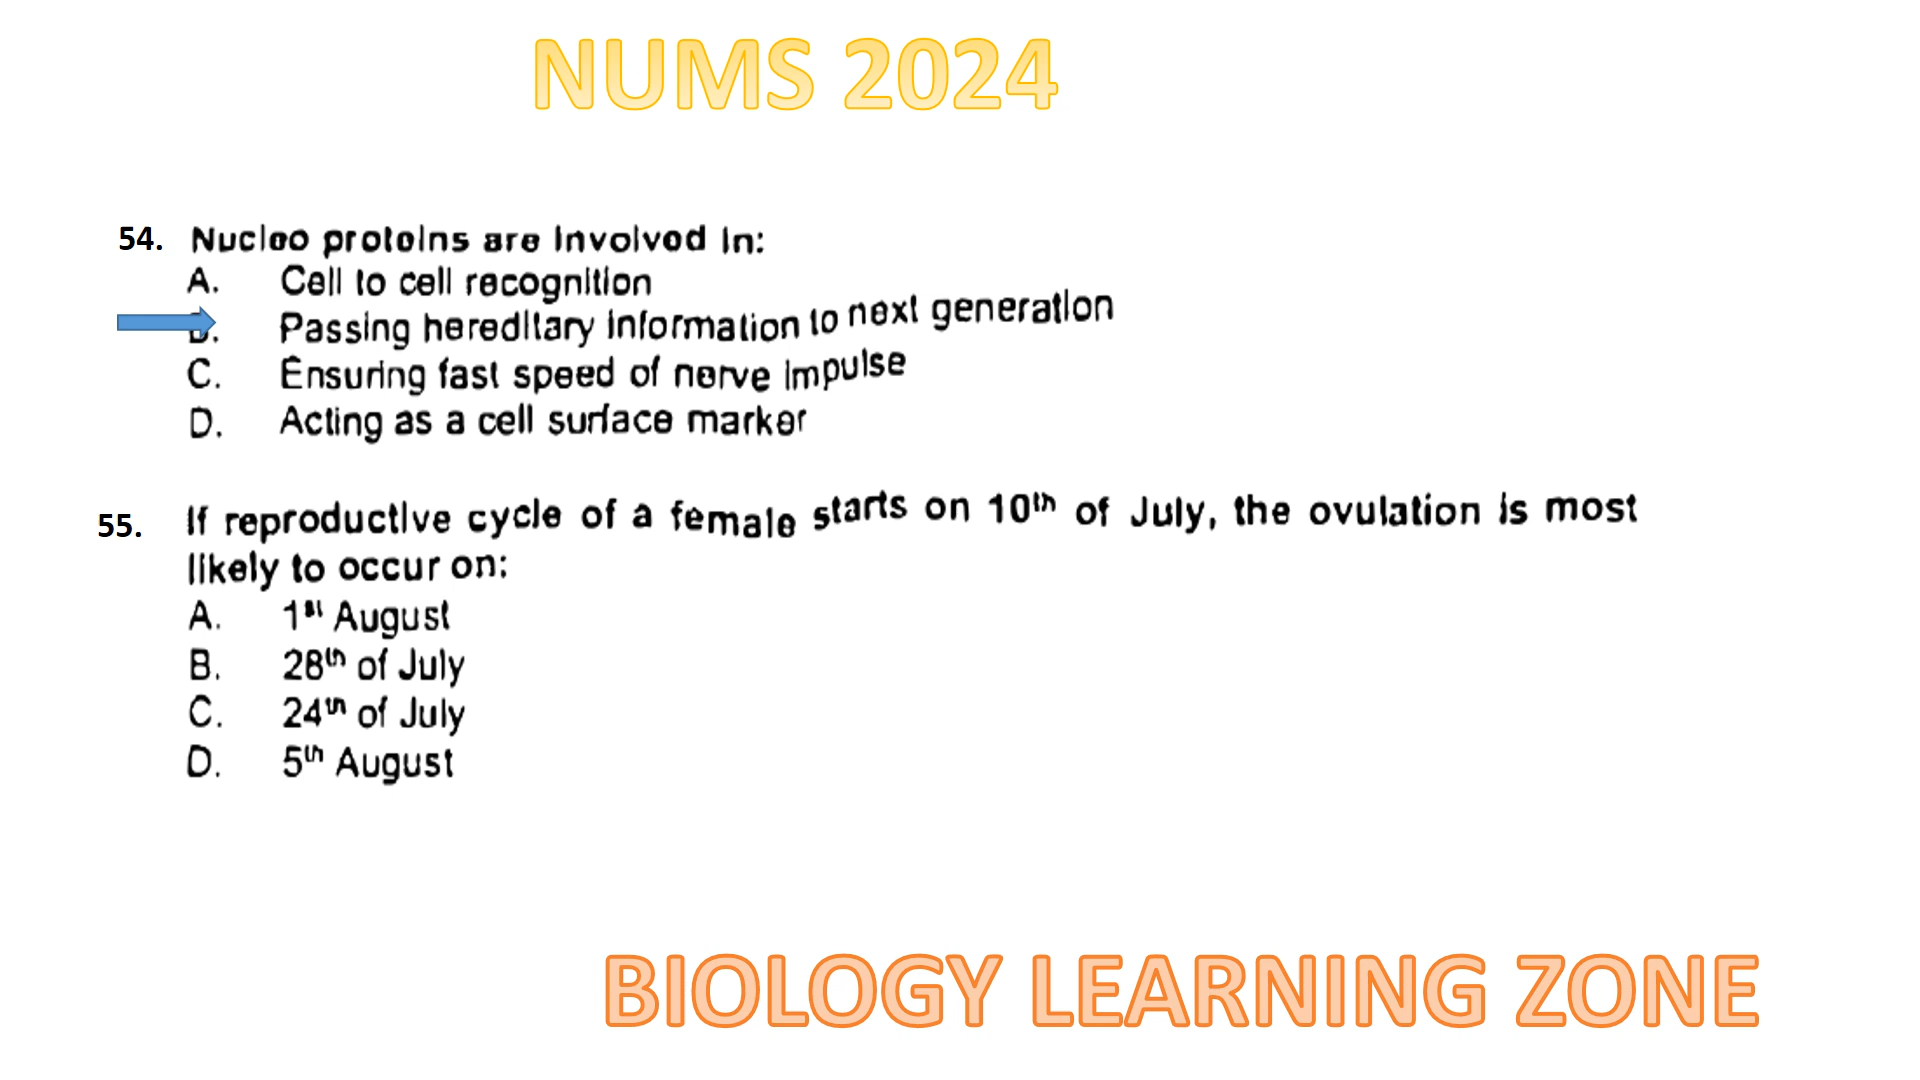 NUMS 2024
54. Nucleo proteins are involved in:
A. Cell to cell recognition
B. Passing hereditary information to next generation
C. Ensuring fast speed of nerve impulse
D. Acting as a cell surface marker
55. If reproductive cycle of a female starts on 10th of July, the ovulation is most
likely to occur on:
A. 1st August
B. 28th of July
C. 24th of July
D. 5th August
BIOLOGY LEARNING ZONE